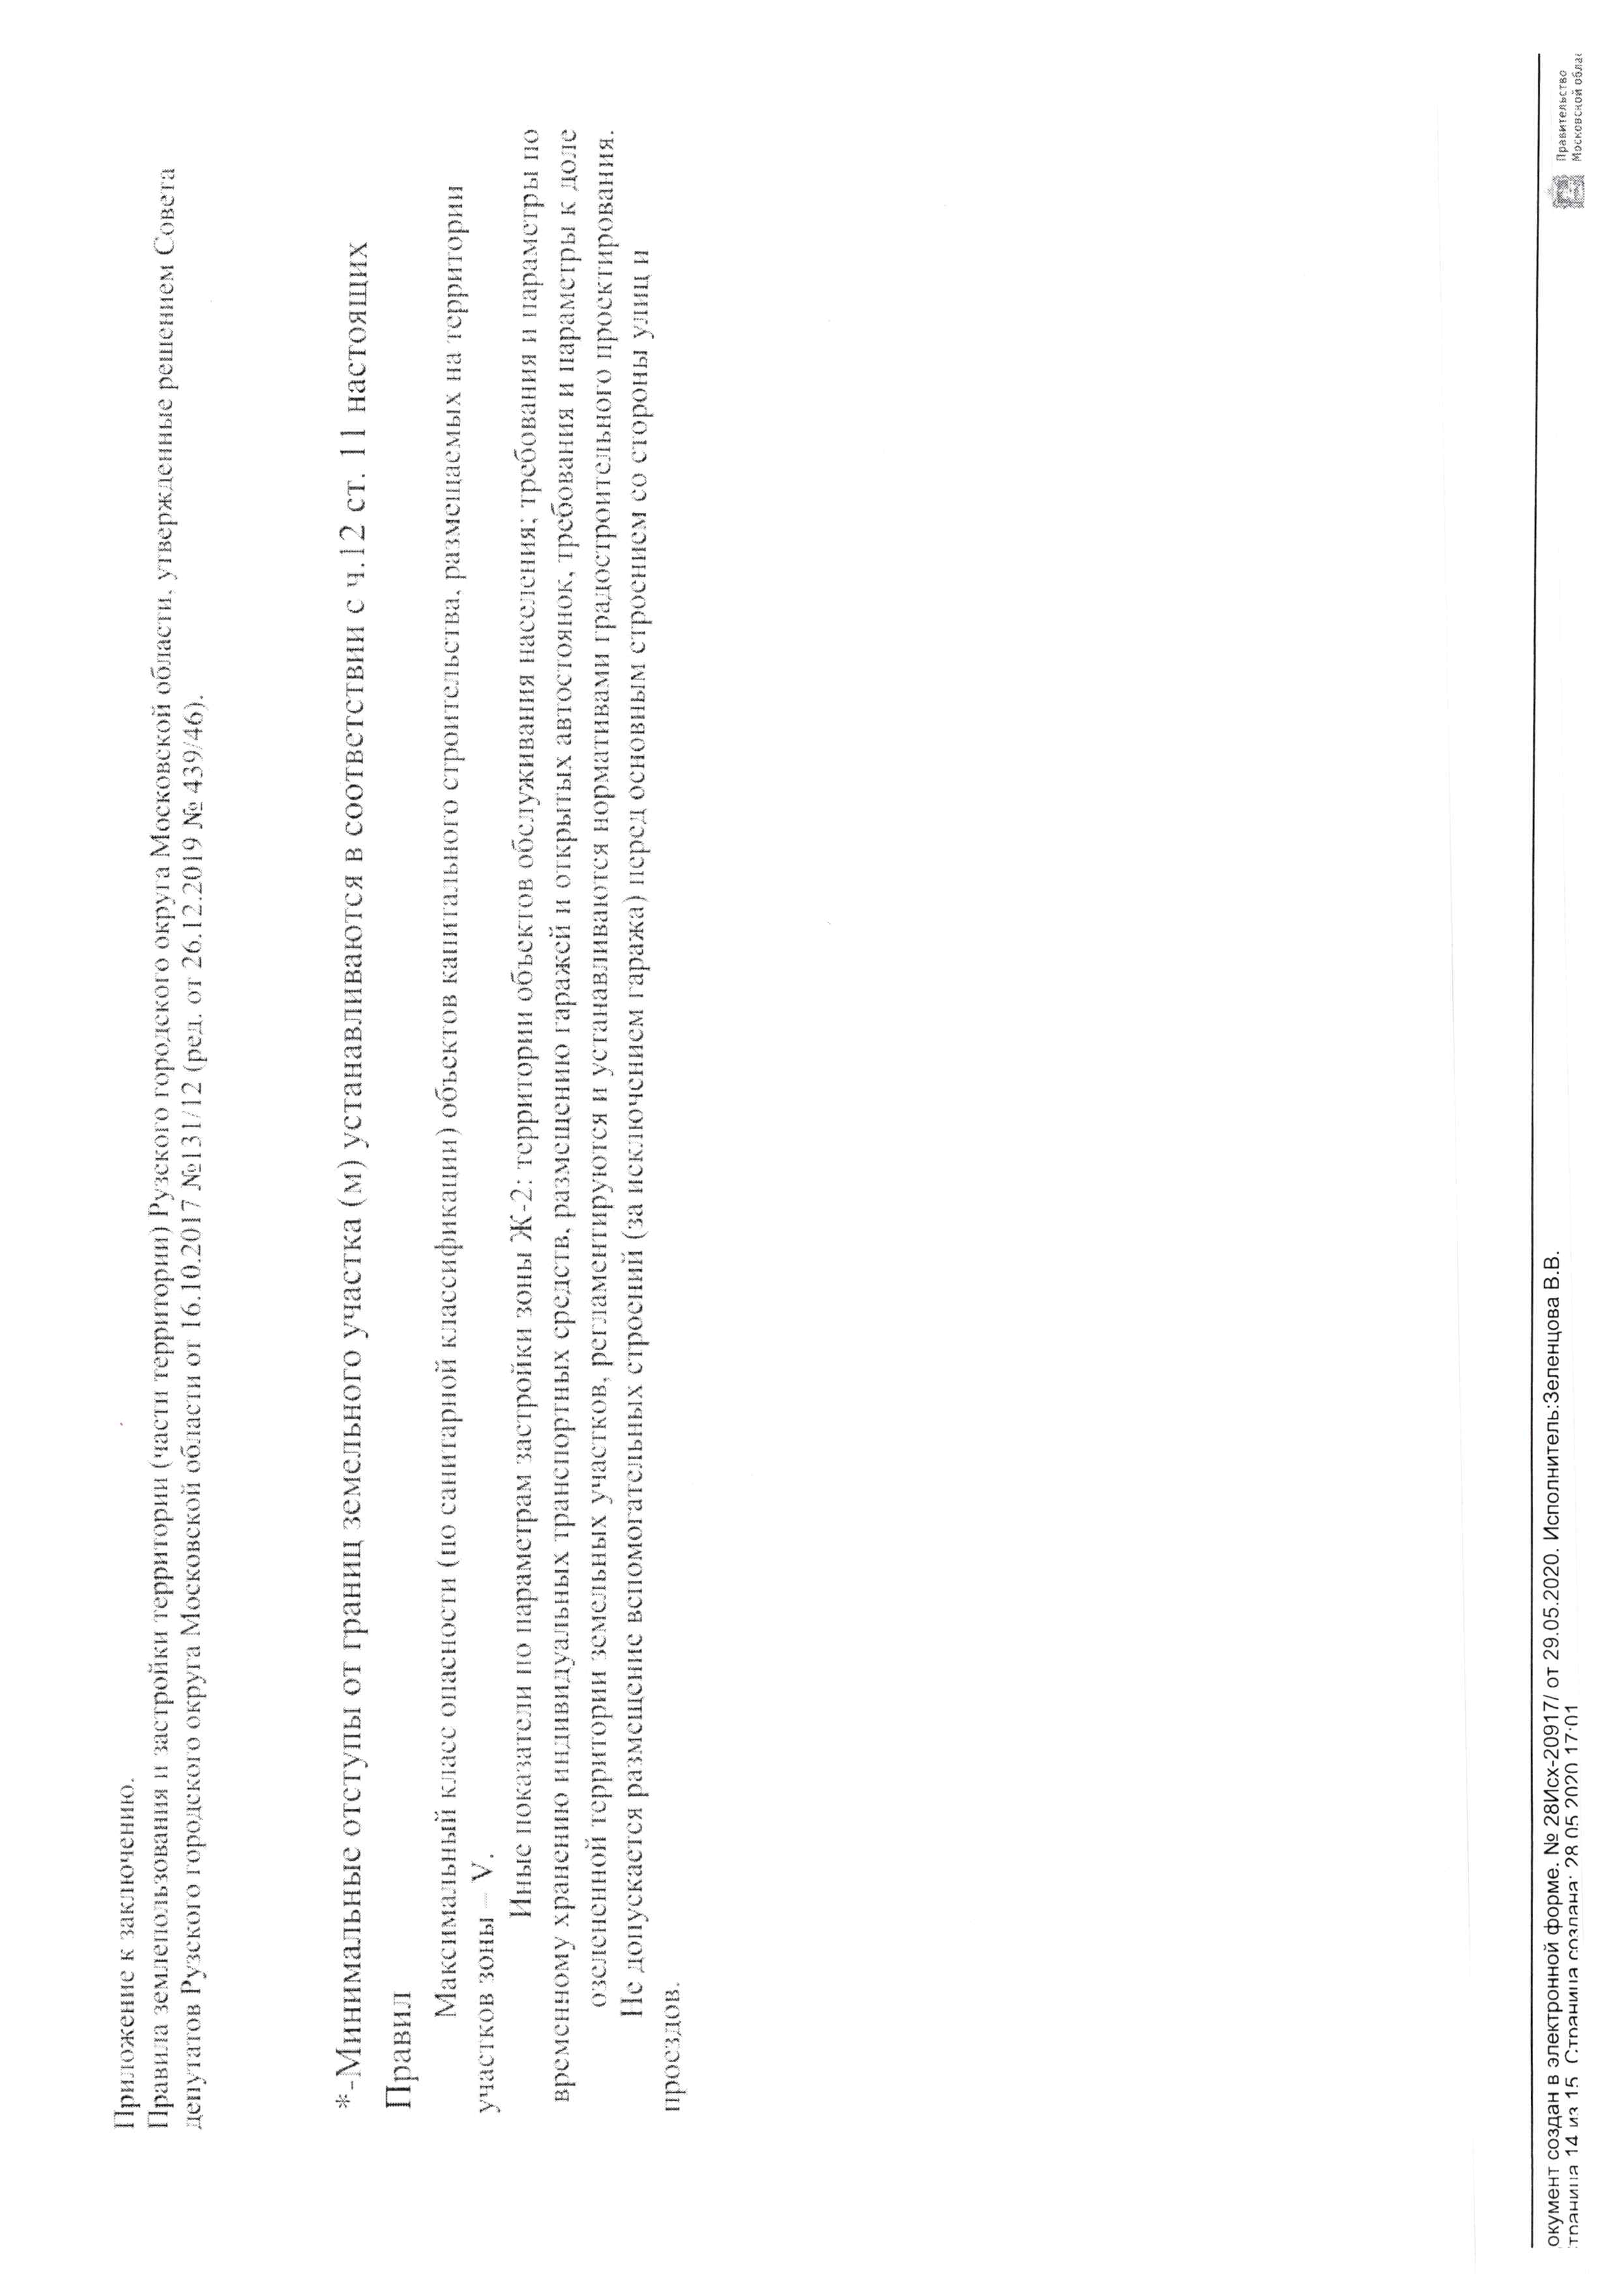 Приложение к заключению.
Правила землепользования и застройки территории (части территории) Рузского городского округа Московской области, утвержденные решением Совета
депутатов Рузского городского округа Московской области от 16.10.2017 №131/12 (ред. от 26.12.2019 № 439/46).
*-Минимальные отступы от границ земельного участка (м) устанавливаются в соответствии с ч.12 ст. 11 настоящих
Правил
Максимальный класс опасности (по санитарной классификации) объектов капитального строительства, размещаемых на территории
участков зоны – V.
Иные показатели по параметрам застройки зоны Ж-2: территории объектов обслуживания населения; требования и параметры по
временному хранению индивидуальных транспортных средств, размещению гаражей и открытых автостоянок, требования и параметры к доле
озелененной территории земельных участков, регламентируются и устанавливаются нормативами градостроительного проектирования.
Не допускается размещение вспомогательных строений (за исключением гаража) перед основным строением со стороны улиц и
проездов.
окумент создан в электронной форме. № 28Исх-20917/ от 29.05.2020. Исполнитель:Зеленцова В.В.
траница 14 из 15. Страница создана: 28.05.2020 17:01
Правительство
Московской облас